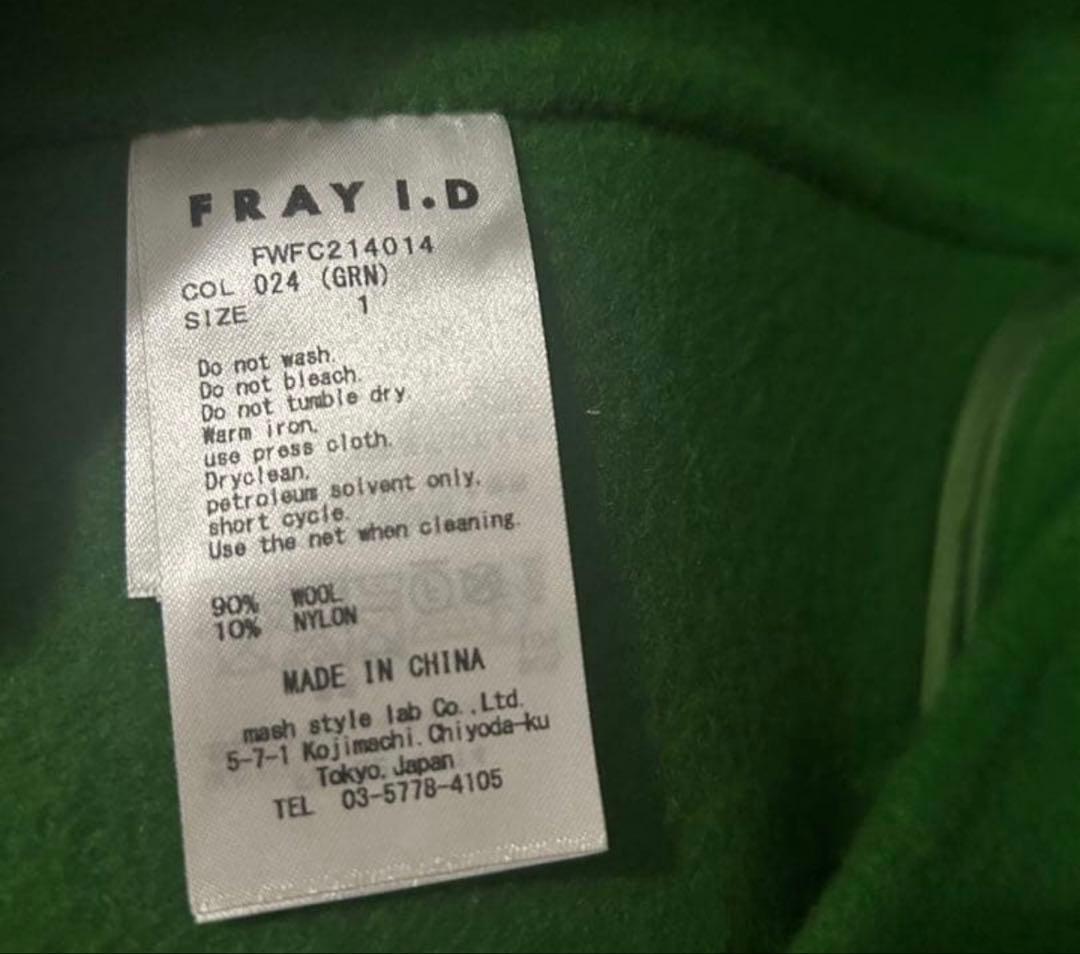 FRAY I.D
FWFC214014
COL 024 (GRN)
SIZE 1
Do not wash.
Do not bleach.
Do not tumble dry.
Warm iron.
use press cloth.
Dryclean.
petroleum solvent only.
short cycle.
Use the net when cleaning.
90% WOOL
10% NYLON
MADE IN CHINA
mash style lab Co.,Ltd.
5-7-1 Kojimachi.Chiyoda-ku
Tokyo.Japan
TEL 03-5778-4105